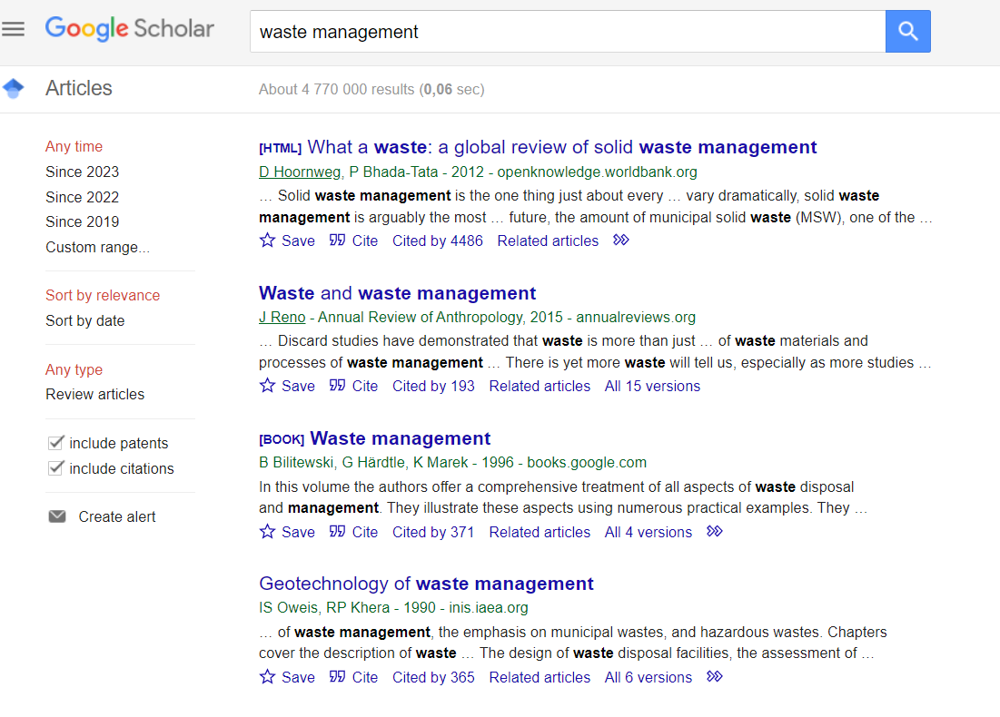 Google Scholar
waste management
Articles
About 4 770 000 results (0,06 sec)
Any time
Since 2023
Since 2022
Since 2019
Custom range...
Sort by relevance
Sort by date
Any type
Review articles
include patents
include citations
Create alert
[HTML] What a waste: a global review of solid waste management
D Hoornweg, P Bhada-Tata - 2012 - openknowledge.worldbank.org
… Solid waste management is the one thing just about every … vary dramatically, solid waste
management is arguably the most … future, the amount of municipal solid waste (MSW), one of the …
Save Cite Cited by 4486 Related articles
Waste and waste management
J Reno - Annual Review of Anthropology, 2015 - annualreviews.org
… Discard studies have demonstrated that waste is more than just … of waste materials and
processes of waste management … There is yet more waste will tell us, especially as more studies …
Save Cite Cited by 193 Related articles All 15 versions
[BOOK] Waste management
B Bilitewski, G Härdtle, K Marek - 1996 - books.google.com
In this volume the authors offer a comprehensive treatment of all aspects of waste disposal
and management. They illustrate these aspects using numerous practical examples. They …
Save Cite Cited by 371 Related articles All 4 versions
Geotechnology of waste management
IS Oweis, RP Khera - 1990 - inis.iaea.org
… of waste management, the emphasis on municipal wastes, and hazardous wastes. Chapters
cover the description of waste … The design of waste disposal facilities, the assessment of …
Save Cite Cited by 365 Related articles All 6 versions